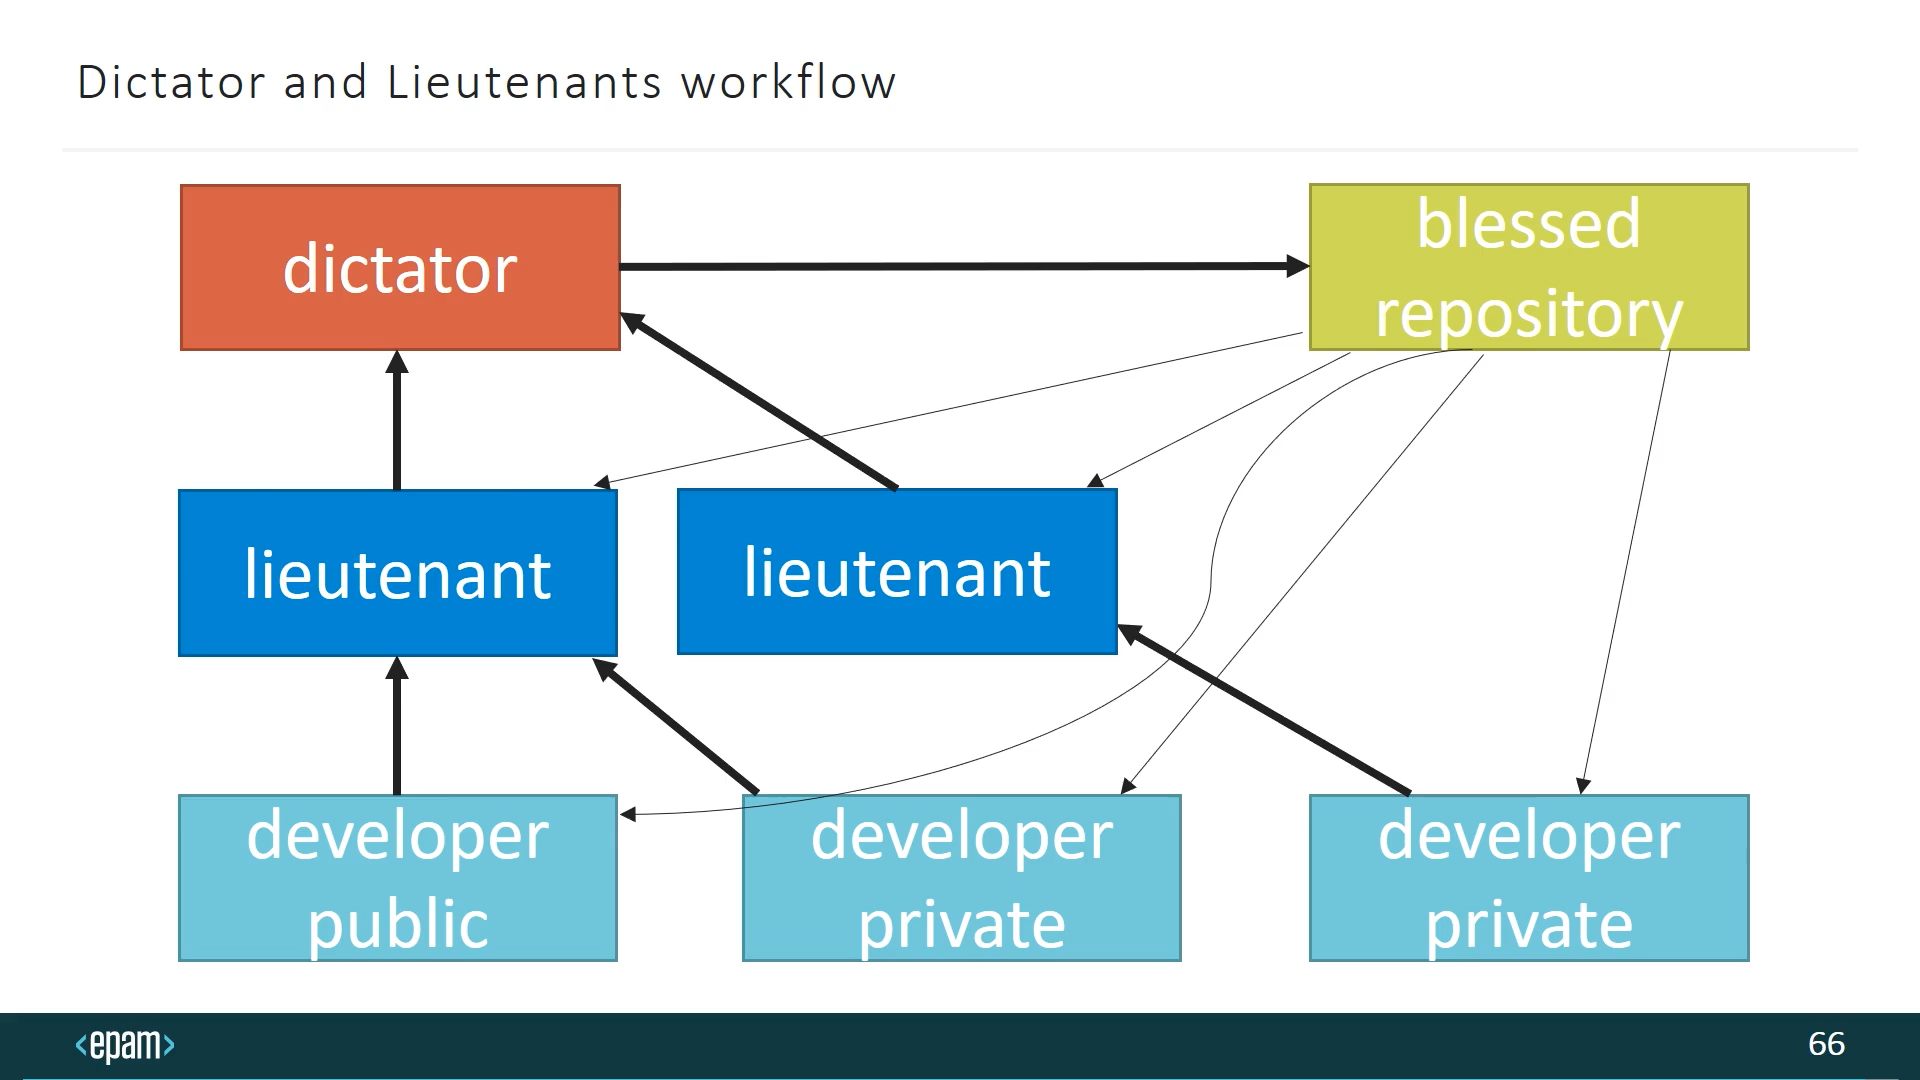 Dictator and Lieutenants workflow
dictator
blessed
repository
lieutenant
lieutenant
developer
public
developer
private
developer
private
<epam>
66